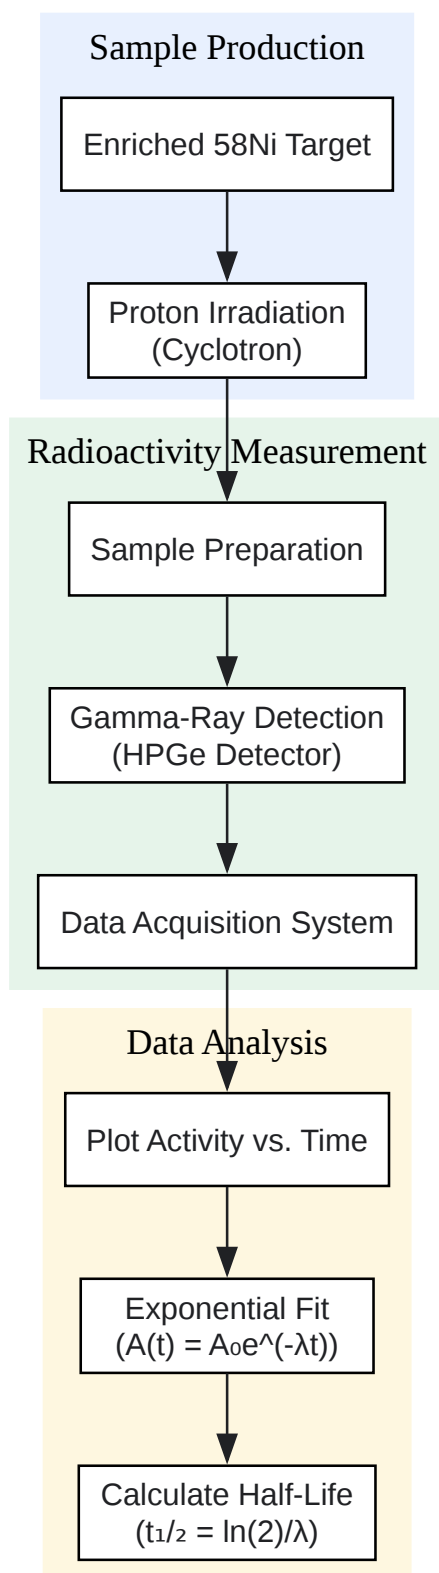 Sample Production
Enriched 58Ni Target
Proton Irradiation
(Cyclotron)
Radioactivity Measurement
Sample Preparation
Gamma-Ray Detection
(HPGe Detector)
Data Acquisition System
Data Analysis
Plot Activity vs. Time
Exponential Fit
(A(t) = A₀e^(-λt))
Calculate Half-Life
(t₁/₂ = ln(2)/λ)